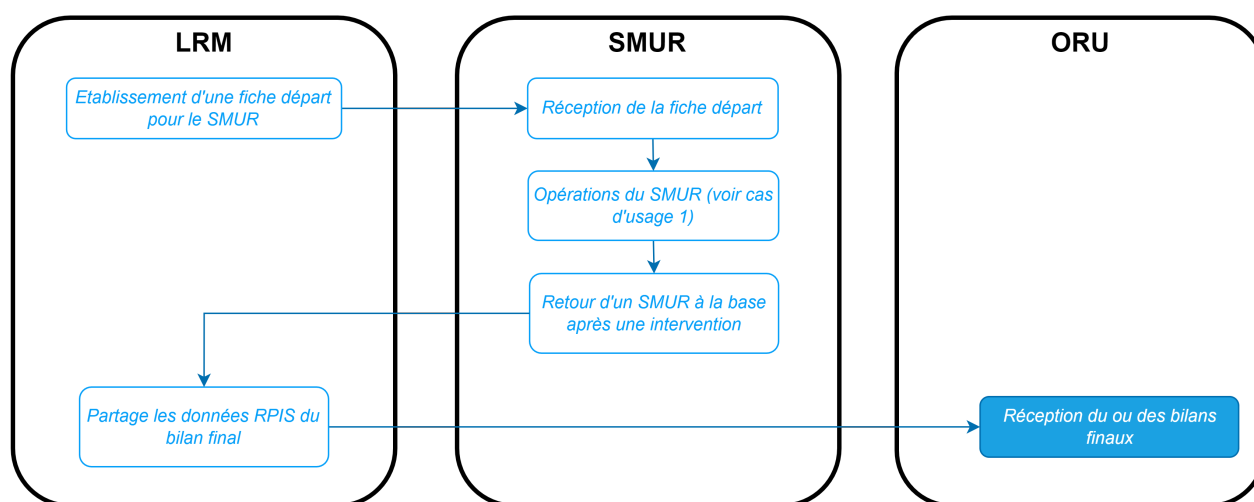 LRM
SMUR
ORU
Etablissement d'une fiche départ
pour le SMUR
Réception de la fiche départ
Opérations du SMUR (voir cas
d'usage 1)
Retour d'un SMUR à la base
après une intervention
Partage les données RPIS du
bilan final
Réception du ou des bilans
finaux